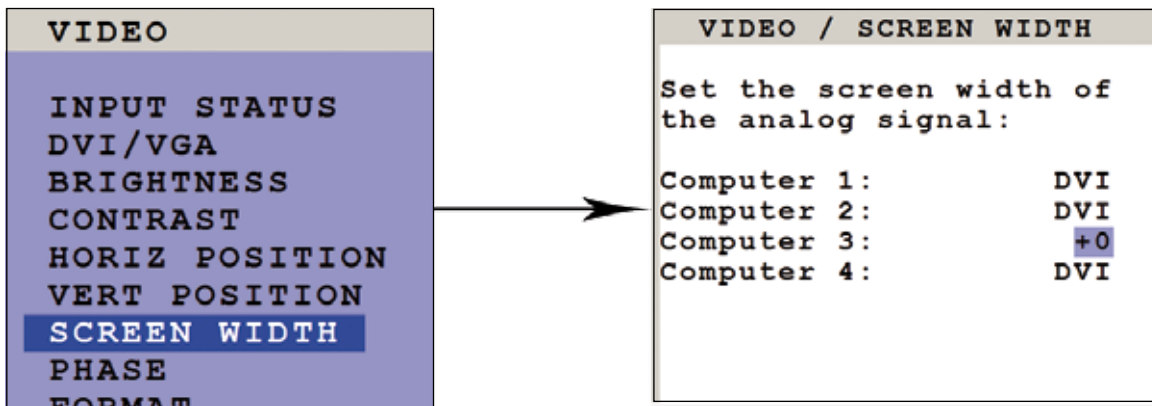 VIDEO
INPUT STATUS
DVI/VGA
BRIGHTNESS
CONTRAST
HORIZ POSITION
VERT POSITION
SCREEN WIDTH
PHASE
FORMAT
VIDEO / SCREEN WIDTH
Set the screen width of
the analog signal:
Computer 1: DVI
Computer 2: DVI
Computer 3: +0
Computer 4: DVI